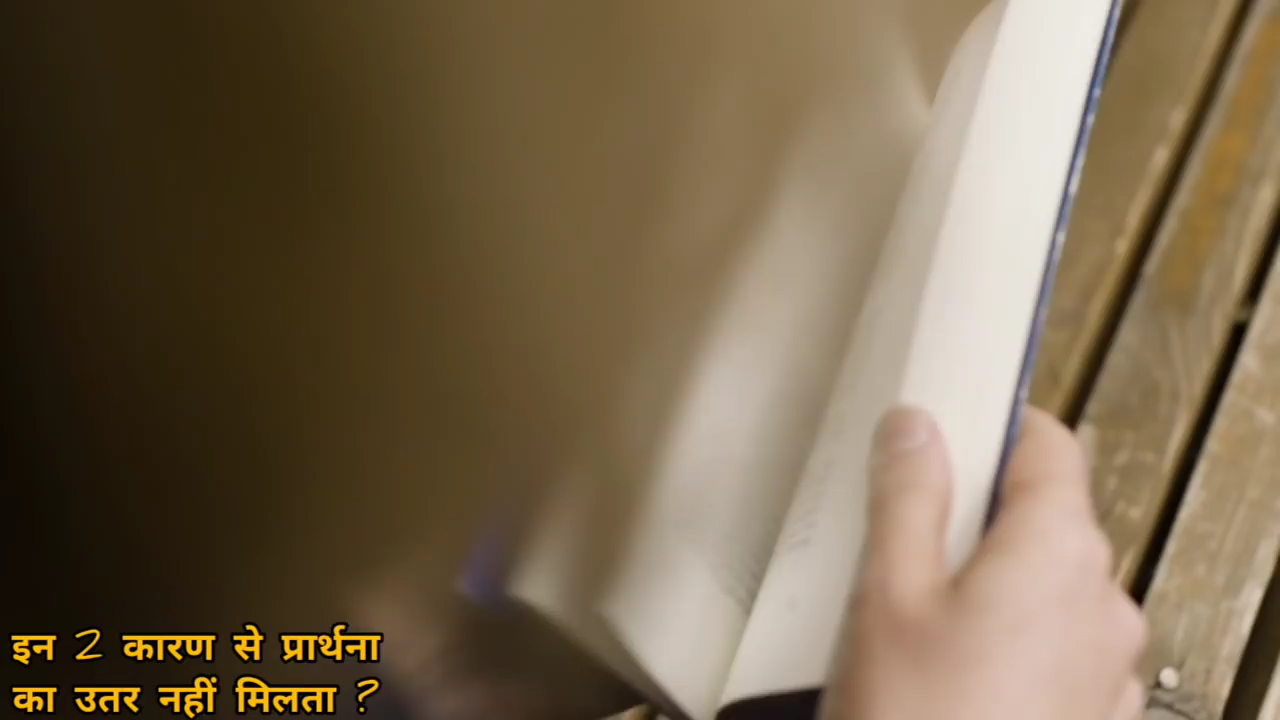 इन 2 कारण से प्रार्थना
का उतर नहीं मिलता ?